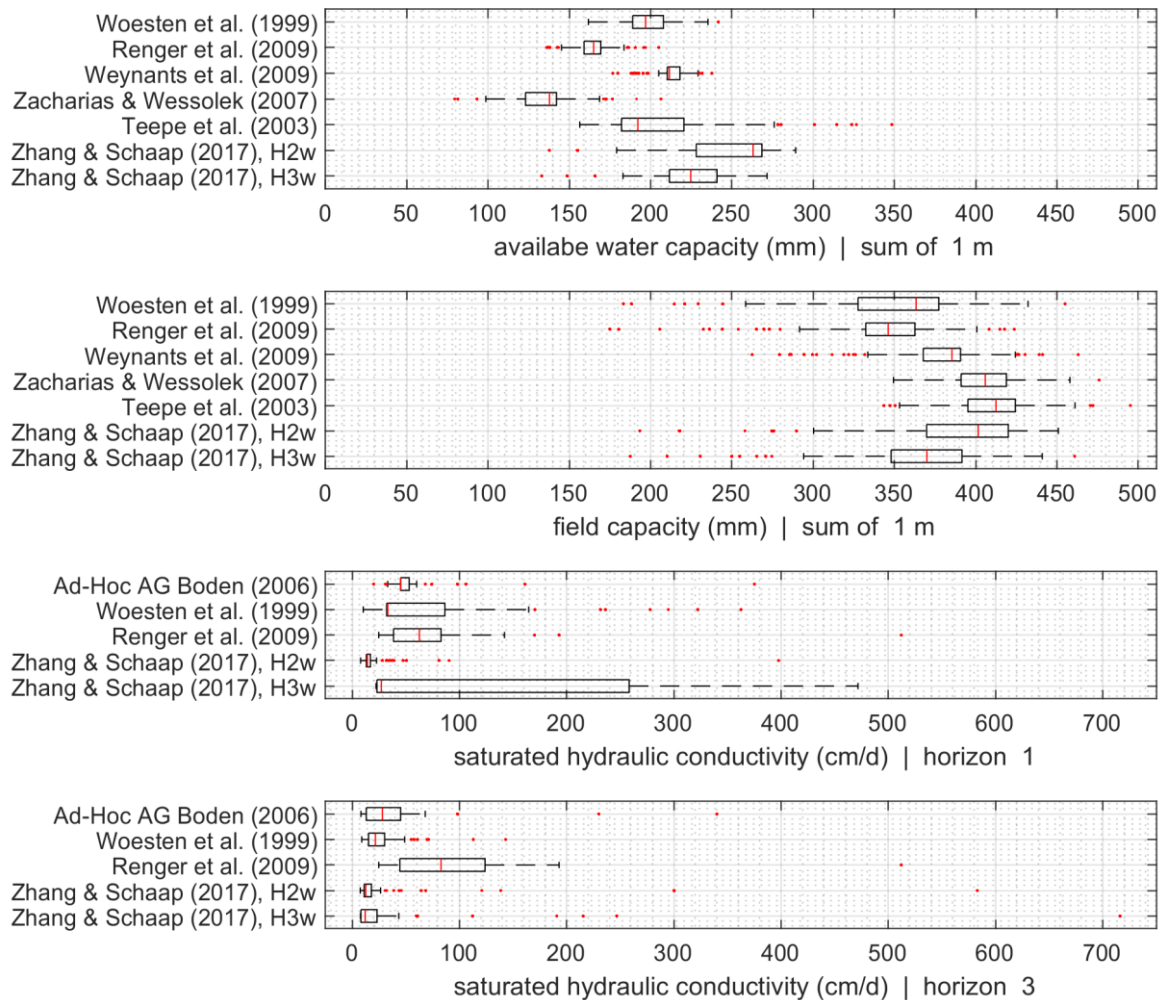 Woesten et al. (1999)
Renger et al. (2009)
Weynants et al. (2009)
Zacharias & Wessolek (2007)
Teepe et al. (2003)
Zhang & Schaap (2017), H2w
Zhang & Schaap (2017), H3w
0 50 100 150 200 250 300 350 400 450 500
availabe water capacity (mm) | sum of 1 m
Woesten et al. (1999)
Renger et al. (2009)
Weynants et al. (2009)
Zacharias & Wessolek (2007)
Teepe et al. (2003)
Zhang & Schaap (2017), H2w
Zhang & Schaap (2017), H3w
0 50 100 150 200 250 300 350 400 450 500
field capacity (mm) | sum of 1 m
Ad-Hoc AG Boden (2006)
Woesten et al. (1999)
Renger et al. (2009)
Zhang & Schaap (2017), H2w
Zhang & Schaap (2017), H3w
0 100 200 300 400 500 600 700
saturated hydraulic conductivity (cm/d) | horizon 1
Ad-Hoc AG Boden (2006)
Woesten et al. (1999)
Renger et al. (2009)
Zhang & Schaap (2017), H2w
Zhang & Schaap (2017), H3w
0 100 200 300 400 500 600 700
saturated hydraulic conductivity (cm/d) | horizon 3